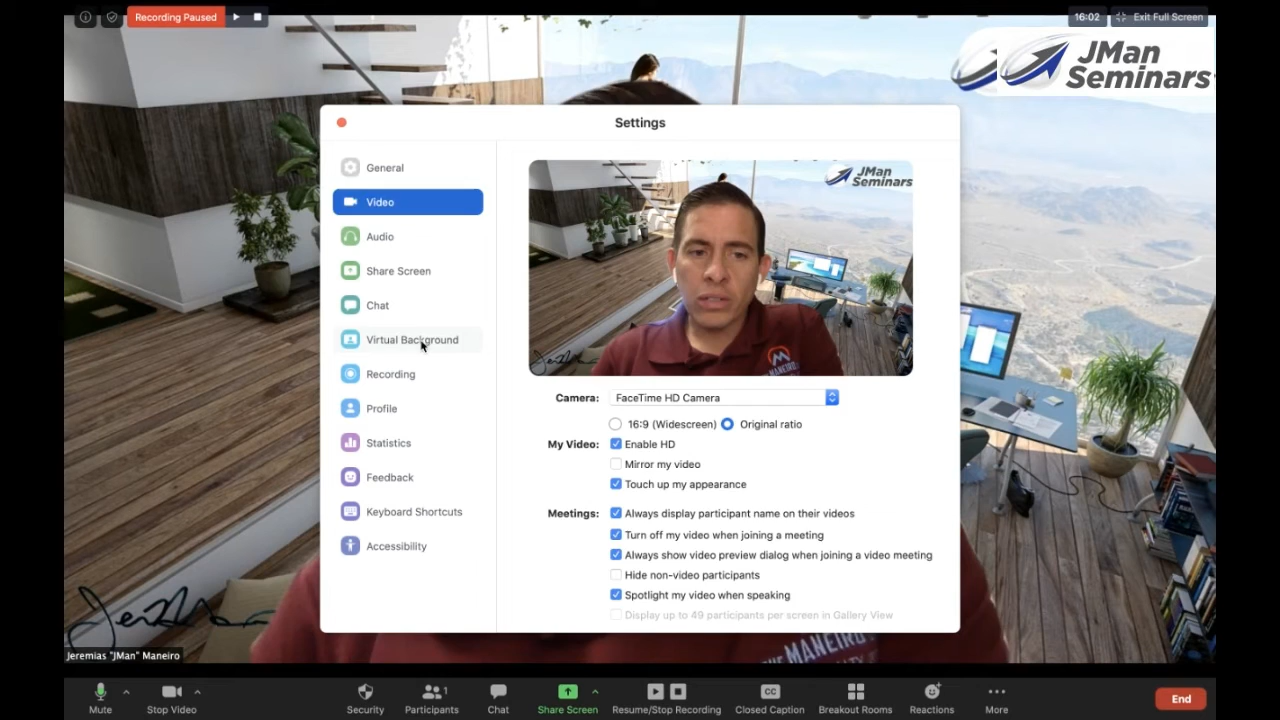 Recording Paused
16:02
Exit Full Screen
JMan
Seminars
Settings
General
Video
Audio
Share Screen
Chat
Virtual Background
Recording
Profile
Statistics
Feedback
Keyboard Shortcuts
Accessibility
JMan
Seminars
MANEIRO
Camera: FaceTime HD Camera
16:9 (Widescreen) Original ratio
My Video: Enable HD
Mirror my video
Touch up my appearance
Meetings: Always display participant name on their videos
Turn off my video when joining a meeting
Always show video preview dialog when joining a video meeting
Hide non-video participants
Spotlight my video when speaking
Display up to 49 participants per screen in Gallery View
MANEIRO
Jeremias "JMan" Maneiro
Mute
Stop Video
Security
Participants 1
Chat
Share Screen
Resume/Stop Recording
CC
Closed Caption
Breakout Rooms
Reactions
More
End